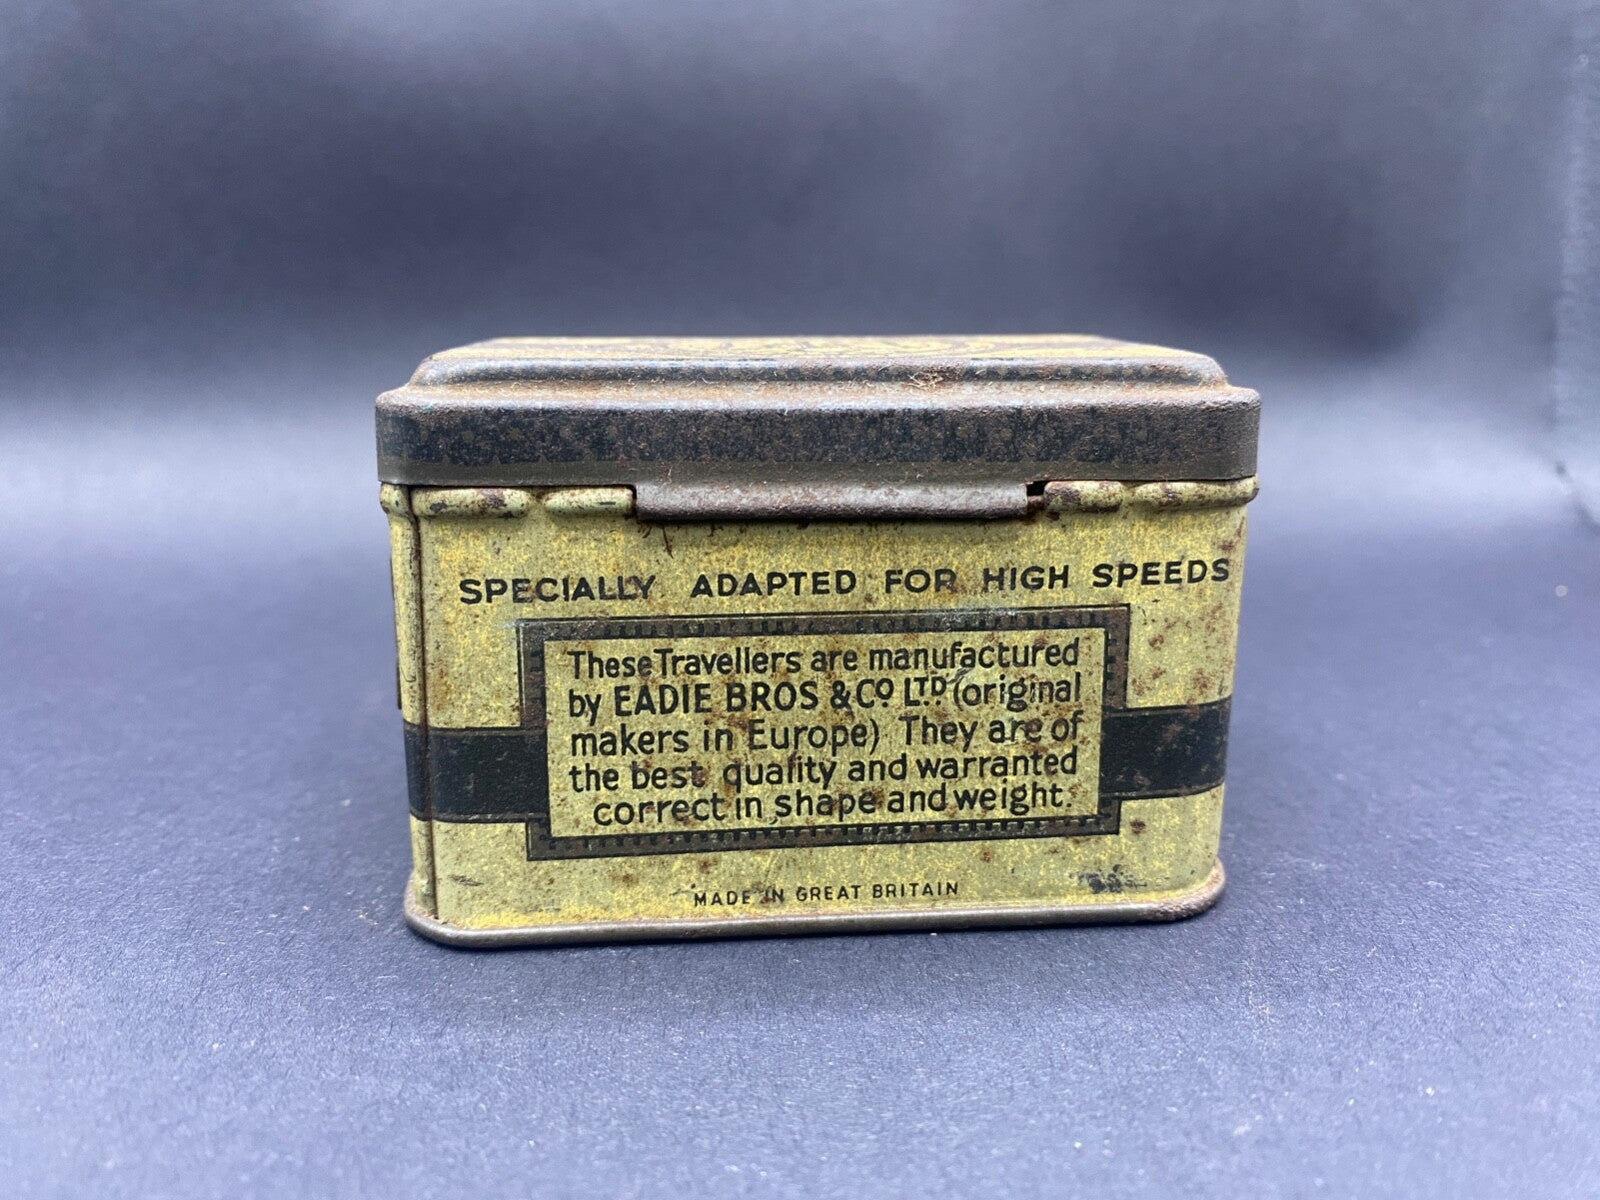 SPECIALLY ADAPTED FOR HIGH SPEEDS
These Travellers are manufactured
by EADIE BROS & Co LTD. (original
makers in Europe) They are of
the best quality and warranted
correct in shape and weight.
MADE IN GREAT BRITAIN